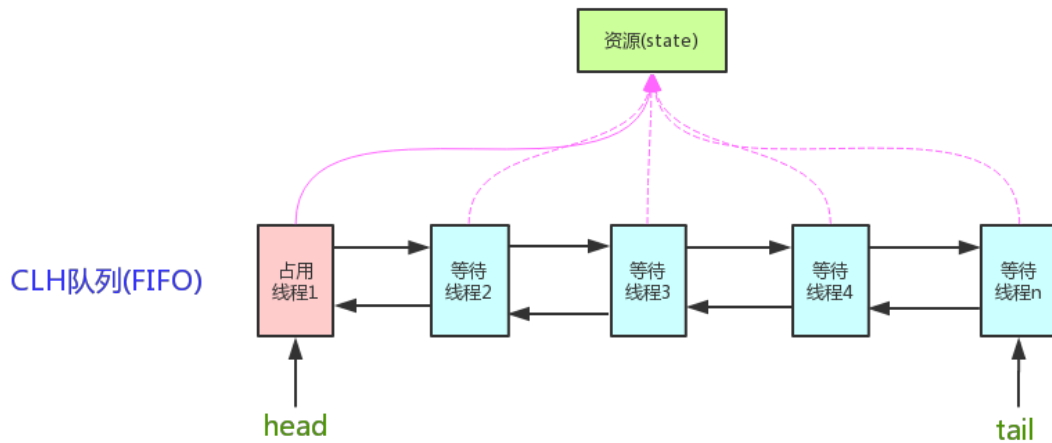 资源(state)
CLH队列(FIFO)
占用
线程1
等待
线程2
等待
线程3
等待
线程4
等待
线程n
head
tail